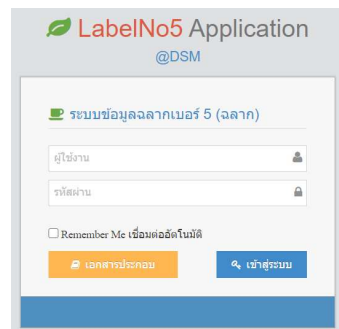 LabelNo5 Application
@DSM
ระบบข้อมูลฉลากเบอร์ 5 (ฉลาก)
ผู้ใช้งาน
รหัสผ่าน
Remember Me เชื่อมต่ออัตโนมัติ
เอกสารประกอบ เข้าสู่ระบบ